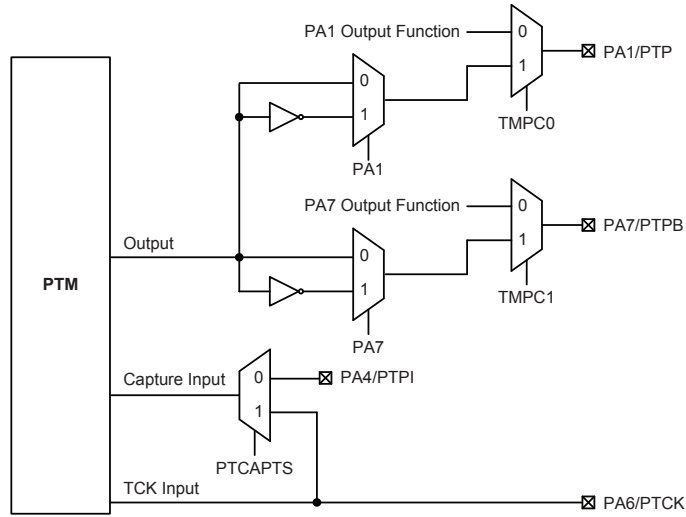 PA1 Output Function
0
1
PA1/PTP
TMPC0
0
1
PA1
PA7 Output Function
0
1
PA7/PTPB
TMPC1
Output
0
1
PA7
PTM
Capture Input
0
1
PA4/PTPI
PTCAPTS
TCK Input
PA6/PTCK